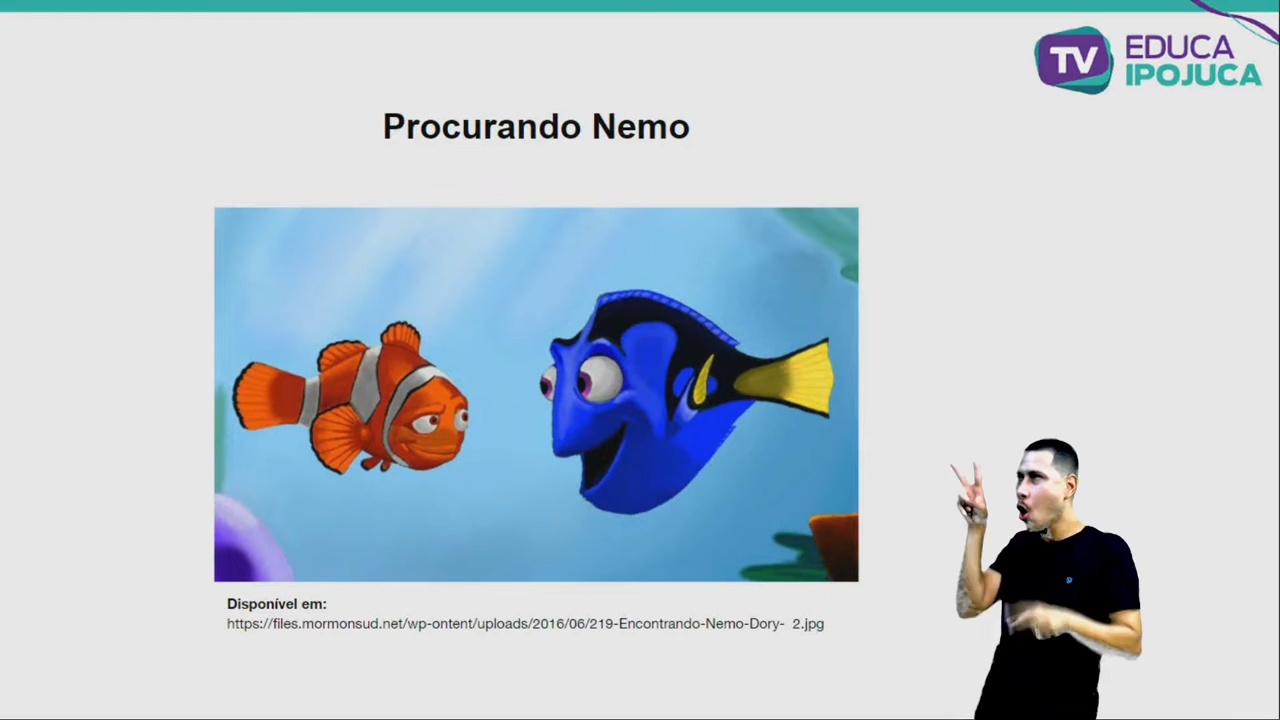 TV EDUCA
IPOJUCA
Procurando Nemo
Disponível em:
https://files.mormonsud.net/wp-ontent/uploads/2016/06/219-Encontrando-Nemo-Dory- 2.jpg